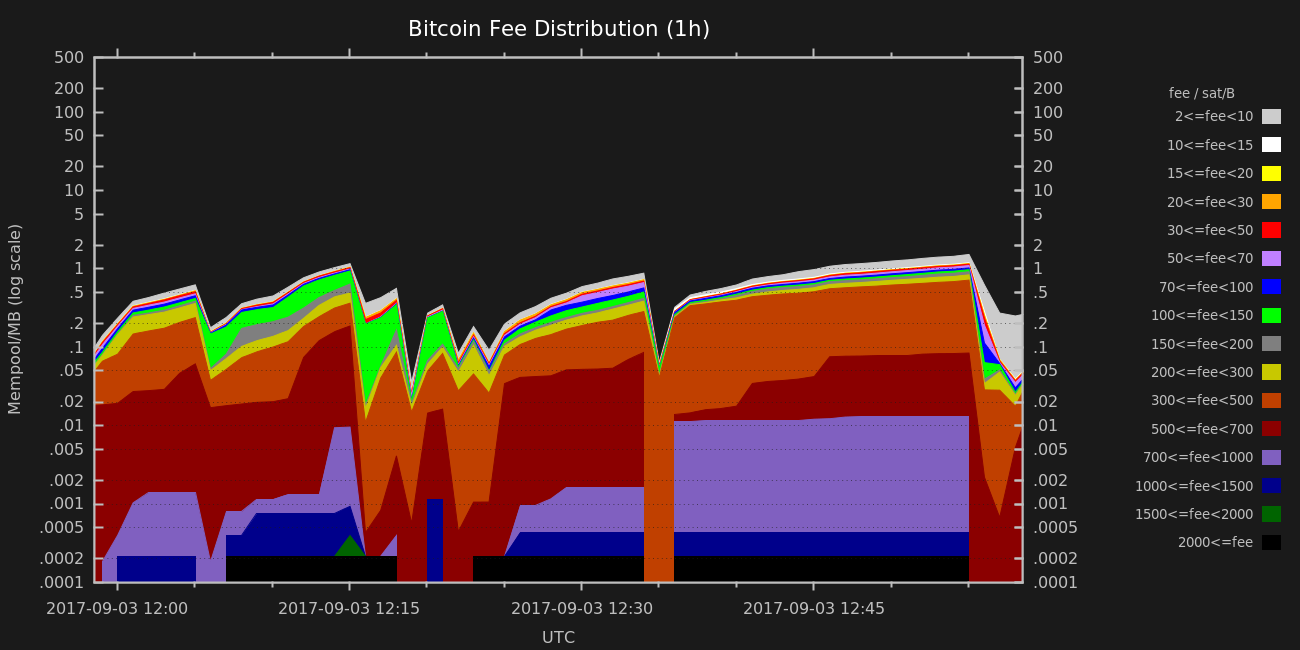 Bitcoin Fee Distribution (1h)
500 500
200 200
100 100
50 50
20 20
10 10
5 5
2 2
1 1
.5 .5
.2 .2
.1 .1
.05 .05
.02 .02
.01 .01
.005 .005
.002 .002
.001 .001
.0005 .0005
.0002 .0002
.0001 .0001
Mempool/MB (log scale)
2017-09-03 12:00 2017-09-03 12:15 2017-09-03 12:30 2017-09-03 12:45
UTC
fee / sat/B
2<=fee<10
10<=fee<15
15<=fee<20
20<=fee<30
30<=fee<50
50<=fee<70
70<=fee<100
100<=fee<150
150<=fee<200
200<=fee<300
300<=fee<500
500<=fee<700
700<=fee<1000
1000<=fee<1500
1500<=fee<2000
2000<=fee